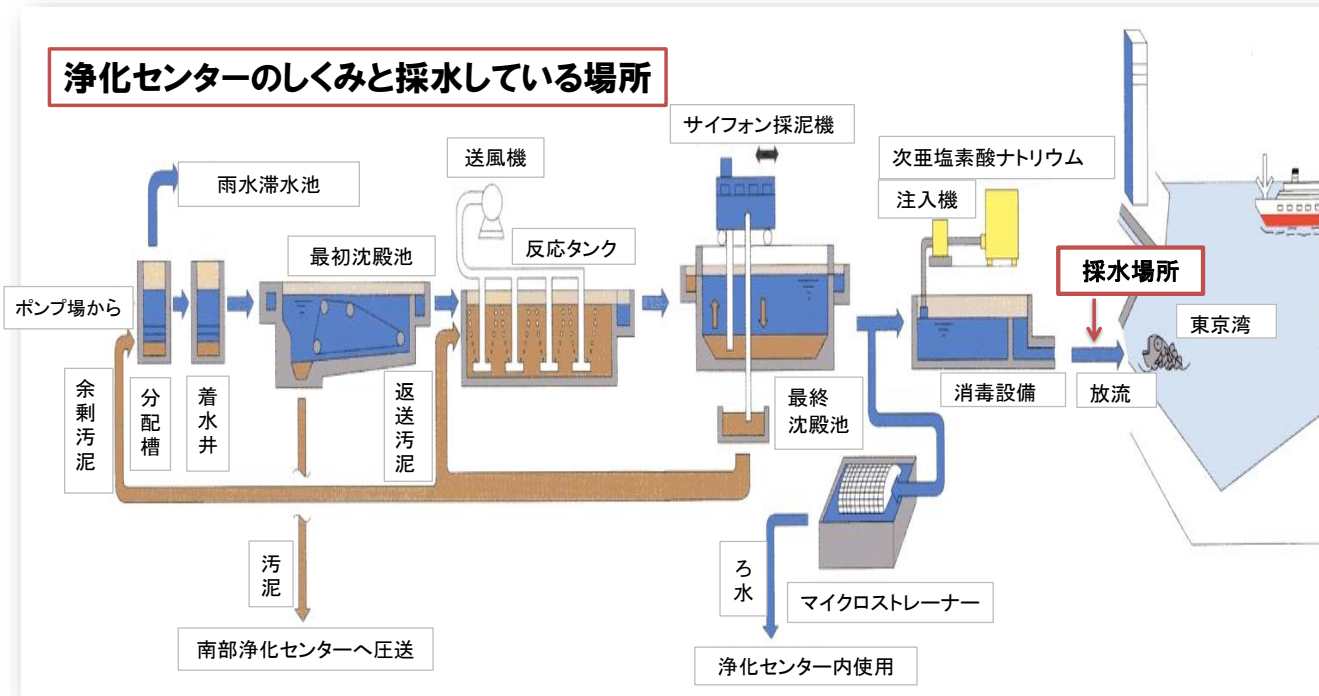 浄化センターのしくみと採水している場所
サイフォン採泥機
送風機
次亜塩素酸ナトリウム
注入機
雨水滞水池
最初沈殿池
反応タンク
採水場所
ポンプ場から
東京湾
余剰汚泥
分配槽
着水井
返送汚泥
最終
沈殿池
消毒設備
放流
汚泥
ろ水
マイクロストレーナー
南部浄化センターへ圧送
浄化センター内使用